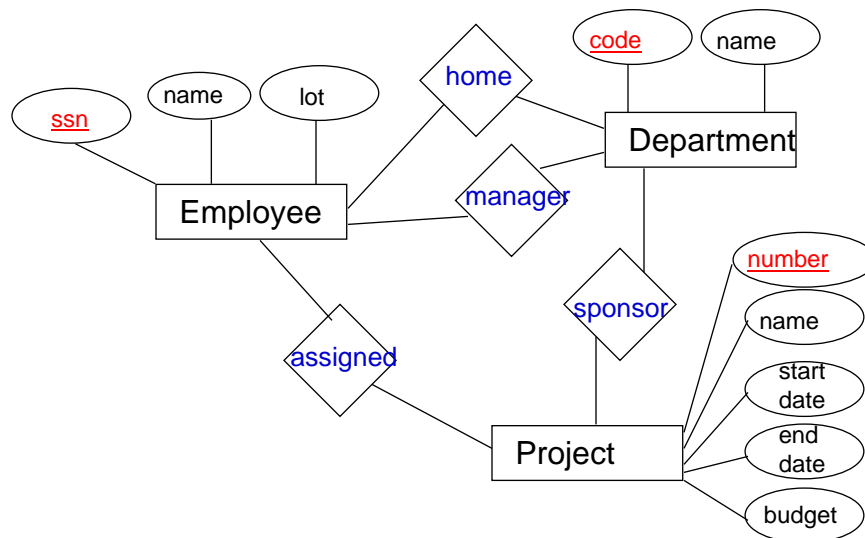 code
name
home
name
lot
ssn
Department
manager
Employee
number
sponsor
name
assigned
start
date
end
date
Project
budget